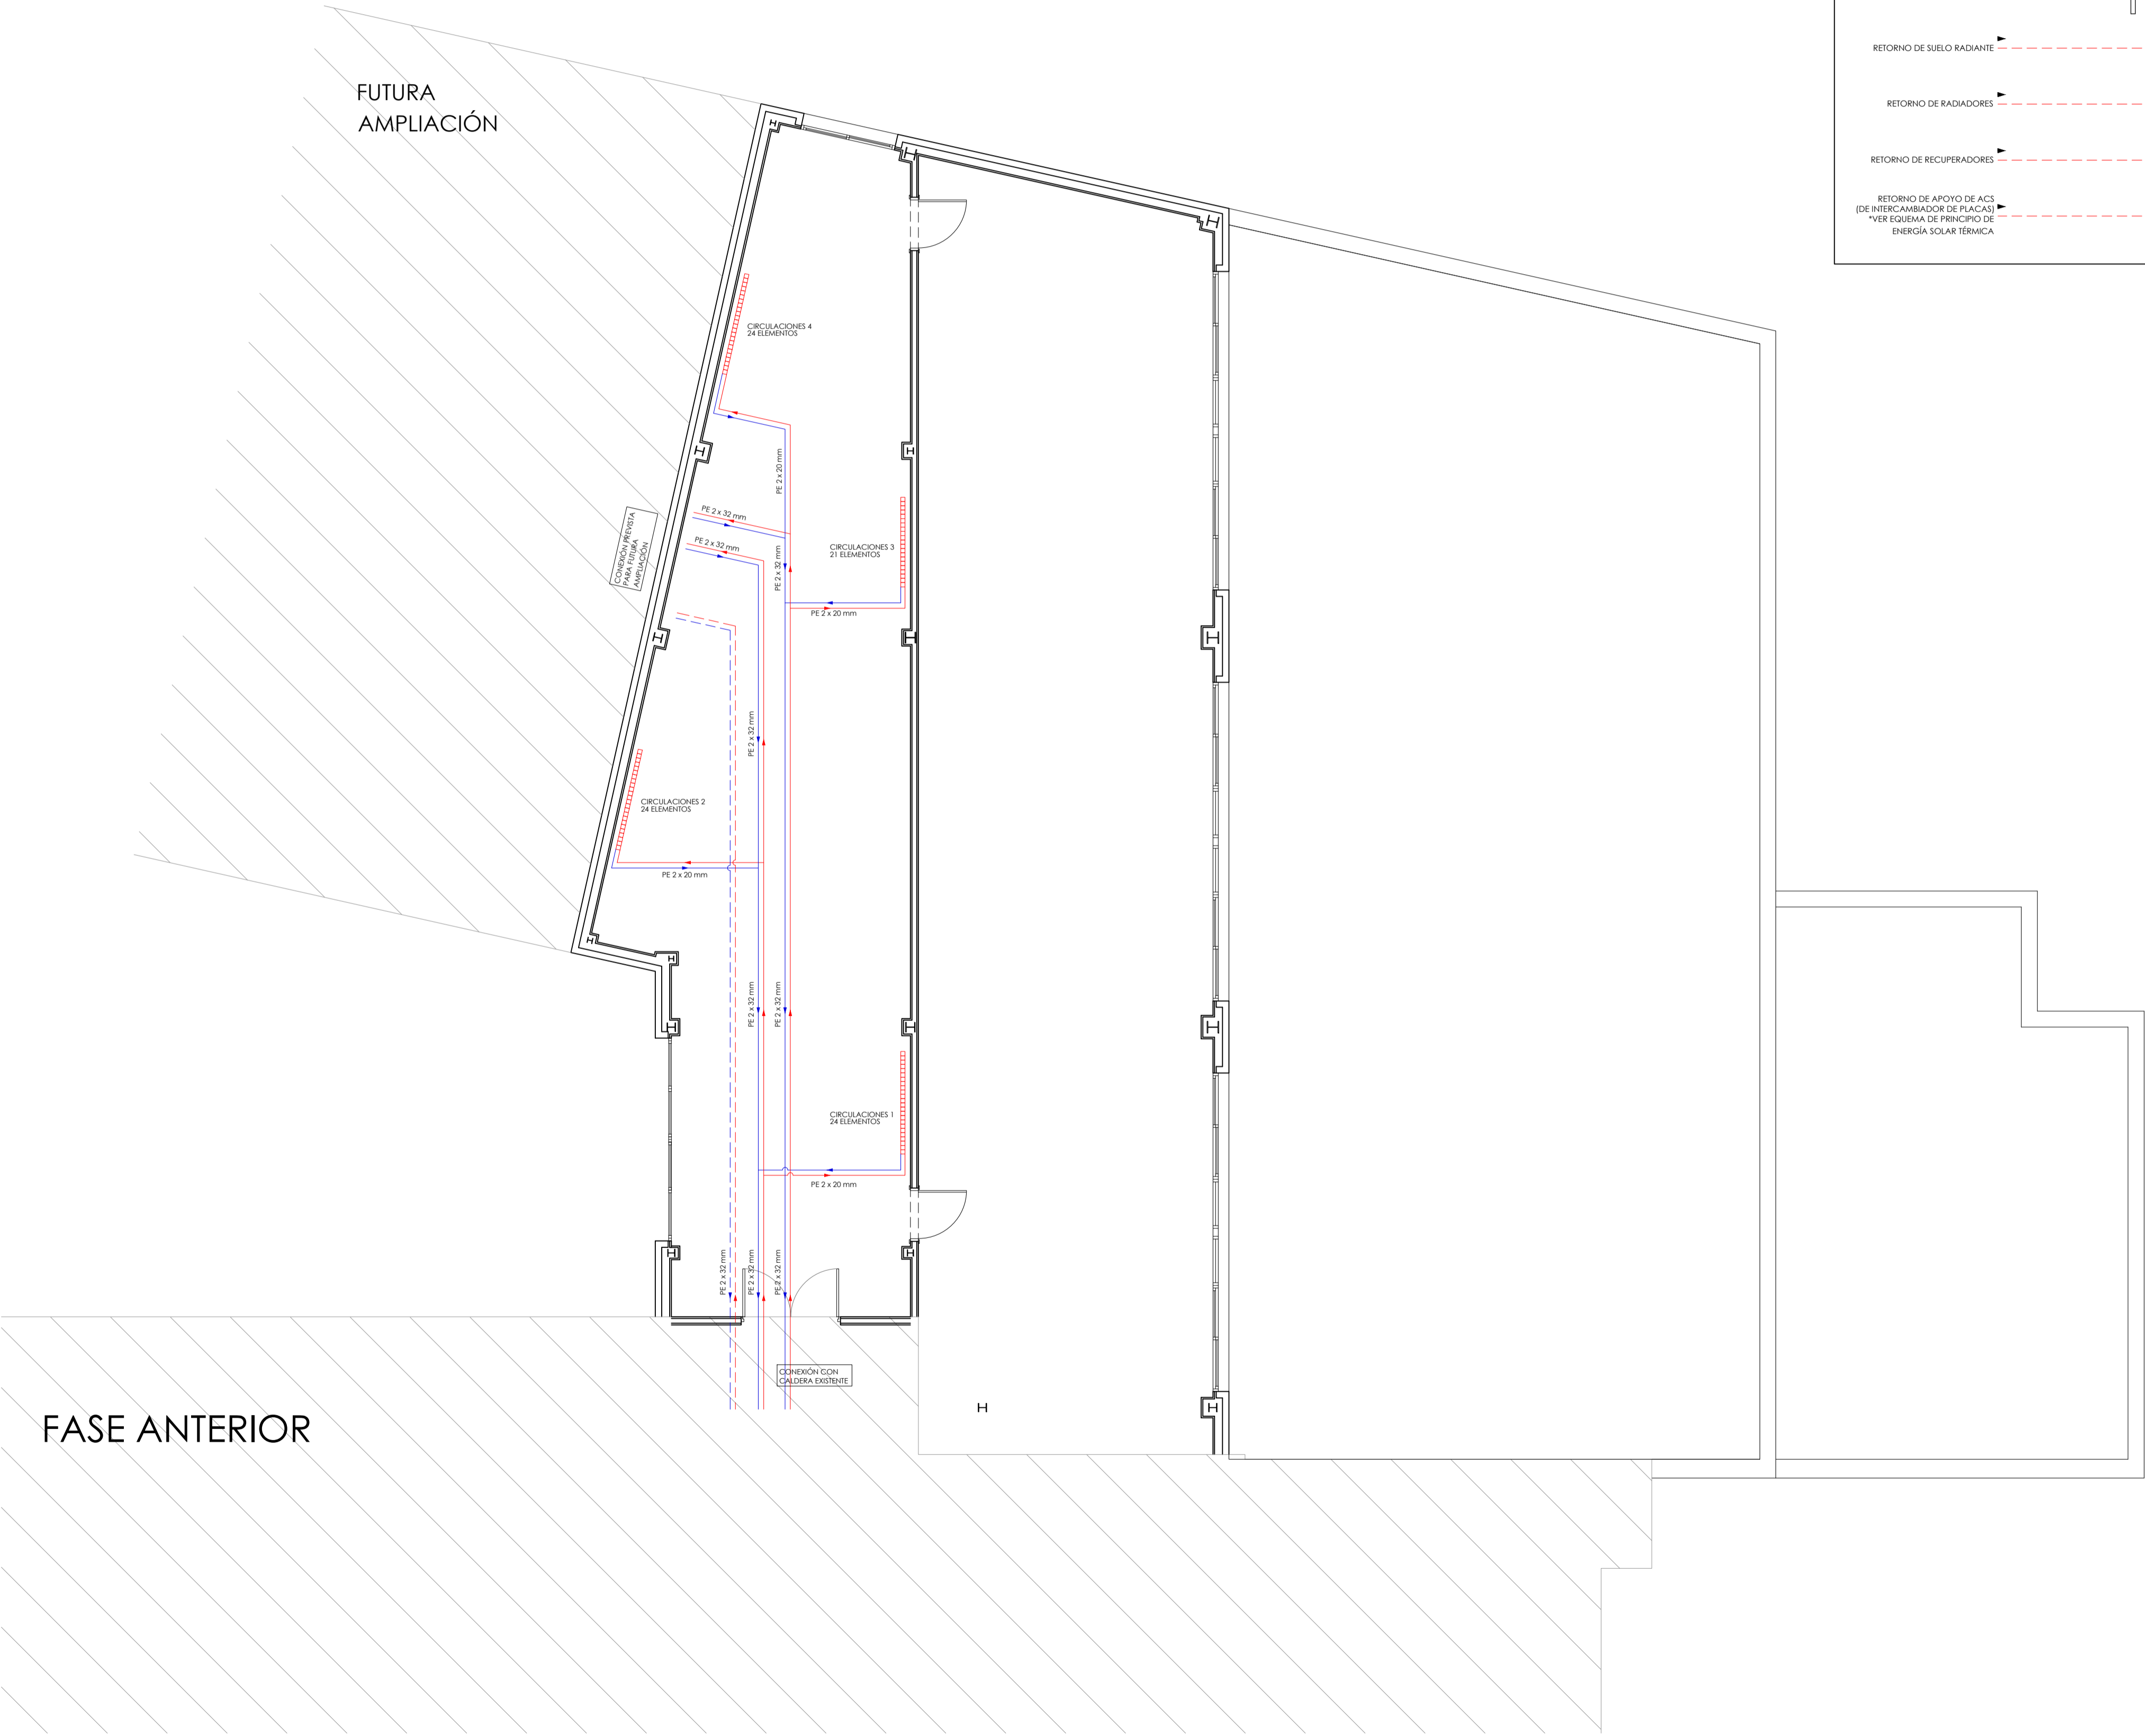 RETORNO DE SUELO RADIANTE
RETORNO DE RADIADORES
RETORNO DE RECUPERADORES
RETORNO DE APOYO DE ACS
(DE INTERCAMBIADOR DE PLACAS)
*VER EQUEMA DE PRINCIPIO DE
ENERGÍA SOLAR TÉRMICA
FUTURA
AMPLIACIÓN
CIRCULACIONES 4
24 ELEMENTOS
PE 2 x 20 mm
PE 2 x 32 mm
PE 2 x 32 mm
CONEXIÓN PREVISTA
PARA FUTURA
AMPLIACIÓN
CIRCULACIONES 3
21 ELEMENTOS
PE 2 x 32 mm
PE 2 x 20 mm
PE 2 x 32 mm
CIRCULACIONES 2
24 ELEMENTOS
PE 2 x 20 mm
PE 2 x 32 mm
PE 2 x 32 mm
CIRCULACIONES 1
24 ELEMENTOS
PE 2 x 20 mm
PE 2 x 32 mm
PE 2 x 32 mm
PE 2 x 32 mm
CONEXIÓN CON
CALDERA EXISTENTE
FASE ANTERIOR